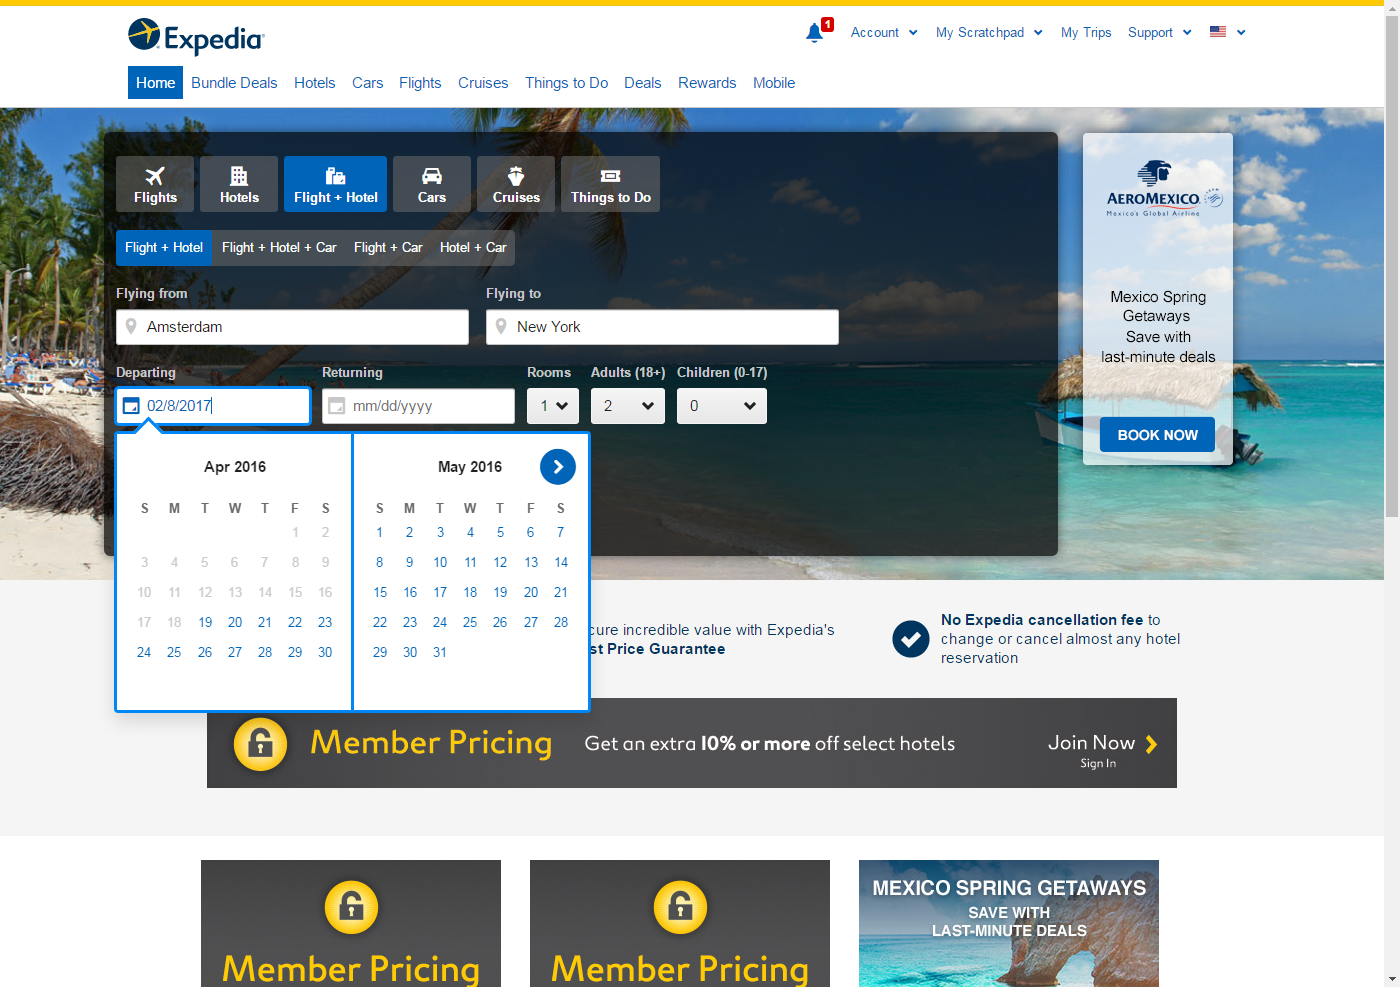 Expedia
1
Account
My Scratchpad
My Trips
Support
Home
Bundle Deals
Hotels
Cars
Flights
Cruises
Things to Do
Deals
Rewards
Mobile
Flights
Hotels
Flight + Hotel
Cars
Cruises
Things to Do
Flight + Hotel
Flight + Hotel + Car
Flight + Car
Hotel + Car
Flying from
Flying to
Amsterdam
New York
Departing
Returning
Rooms
Adults (18+)
Children (0-17)
02/8/2017
mm/dd/yyyy
1
2
0
Apr 2016
S M T W T F S
1 2
3 4 5 6 7 8 9
10 11 12 13 14 15 16
17 18 19 20 21 22 23
24 25 26 27 28 29 30
May 2016
S M T W T F S
1 2 3 4 5 6 7
8 9 10 11 12 13 14
15 16 17 18 19 20 21
22 23 24 25 26 27 28
29 30 31
AEROMEXICO
Mexico's Global Airline
Mexico Spring
Getaways
Save with
last-minute deals
BOOK NOW
cure incredible value with Expedia's
st Price Guarantee
No Expedia cancellation fee to
change or cancel almost any hotel
reservation
Member Pricing
Get an extra 10% or more off select hotels
Join Now
Sign In
Member Pricing
Member Pricing
MEXICO SPRING GETAWAYS
SAVE WITH
LAST-MINUTE DEALS